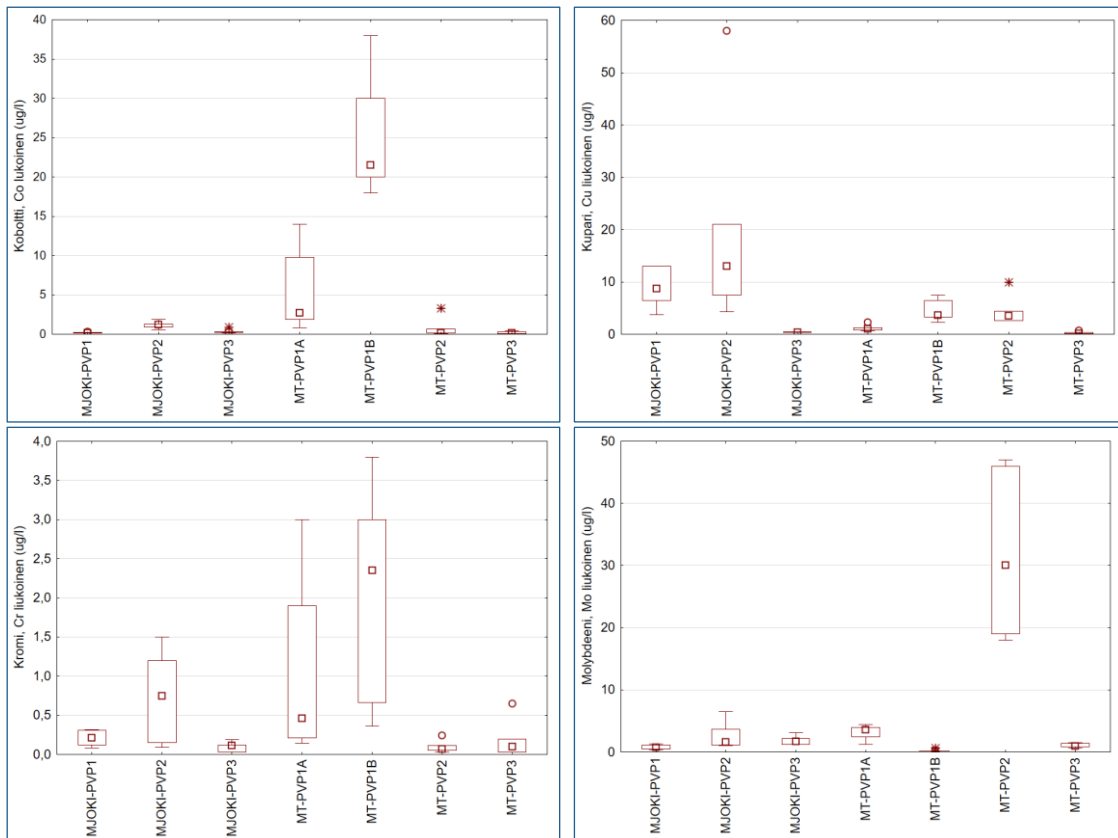 Koboltti, Co lukoinen (ug/l)
40
35
30
25
20
15
10
5
0
MJOKI-PVP1
MJOKI-PVP2
MJOKI-PVP3
MT-PVP1A
MT-PVP1B
MT-PVP2
MT-PVP3
Kupari, Cu liukoinen (ug/l)
60
50
40
30
20
10
0
MJOKI-PVP1
MJOKI-PVP2
MJOKI-PVP3
MT-PVP1A
MT-PVP1B
MT-PVP2
MT-PVP3
Kromi, Cr liukoinen (ug/l)
4,0
3,5
3,0
2,5
2,0
1,5
1,0
0,5
0,0
MJOKI-PVP1
MJOKI-PVP2
MJOKI-PVP3
MT-PVP1A
MT-PVP1B
MT-PVP2
MT-PVP3
Molybdeeni, Mo liukoinen (ug/l)
50
40
30
20
10
0
MJOKI-PVP1
MJOKI-PVP2
MJOKI-PVP3
MT-PVP1A
MT-PVP1B
MT-PVP2
MT-PVP3